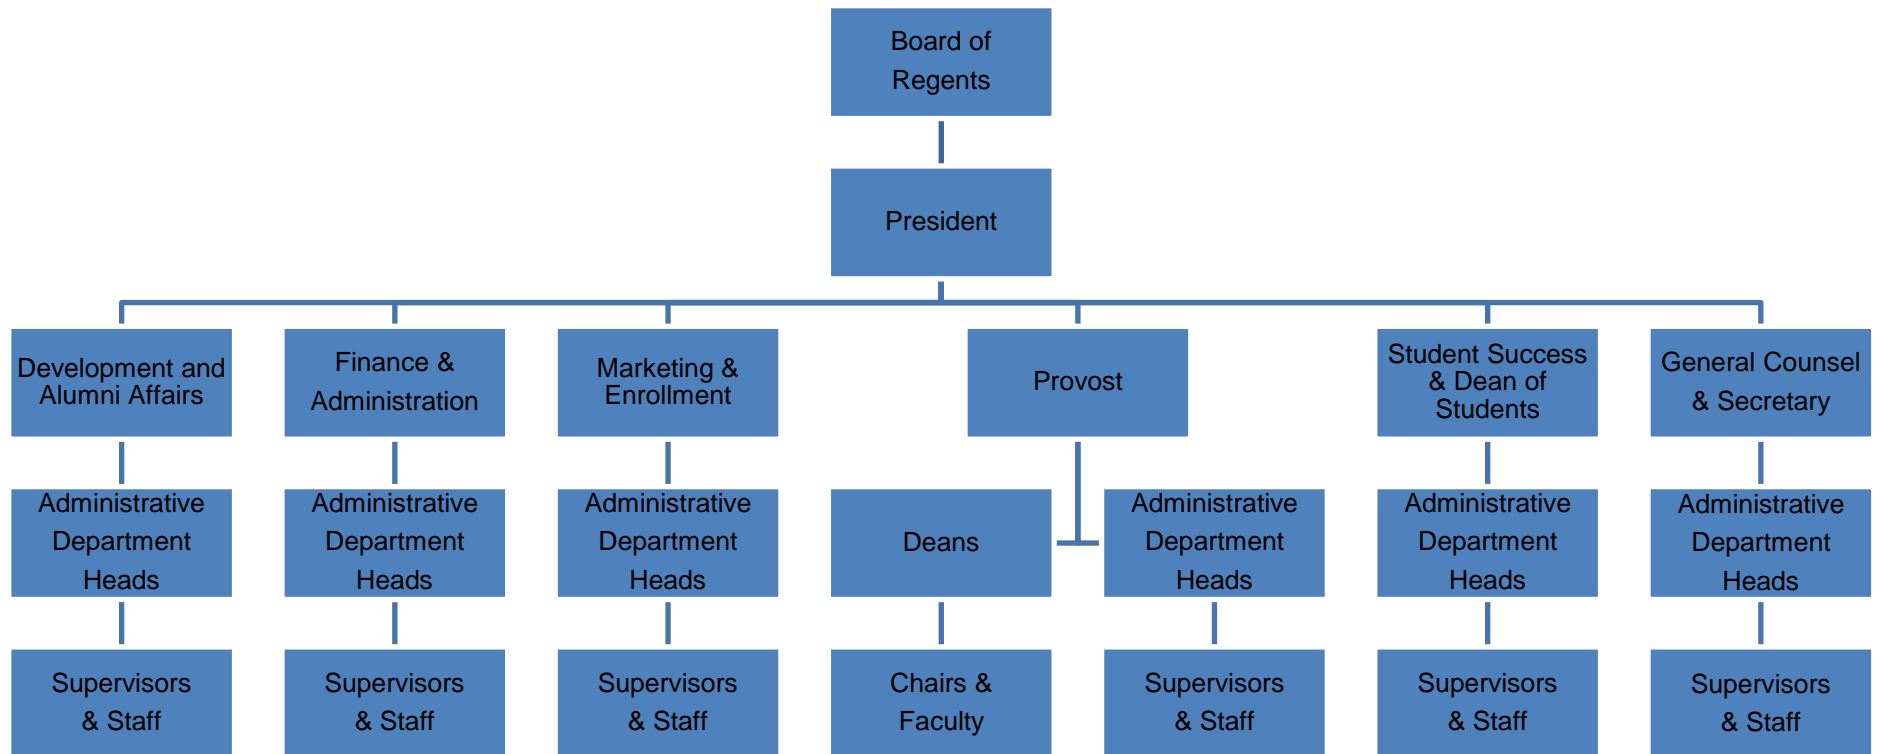 Board of
Regents
President
Development and
Alumni Affairs
Finance &
Administration
Marketing &
Enrollment
Provost
Student Success
& Dean of
Students
General Counsel
& Secretary
Administrative
Department
Heads
Administrative
Department
Heads
Administrative
Department
Heads
Deans
Administrative
Department
Heads
Administrative
Department
Heads
Administrative
Department
Heads
Supervisors
& Staff
Supervisors
& Staff
Supervisors
& Staff
Chairs &
Faculty
Supervisors
& Staff
Supervisors
& Staff
Supervisors
& Staff